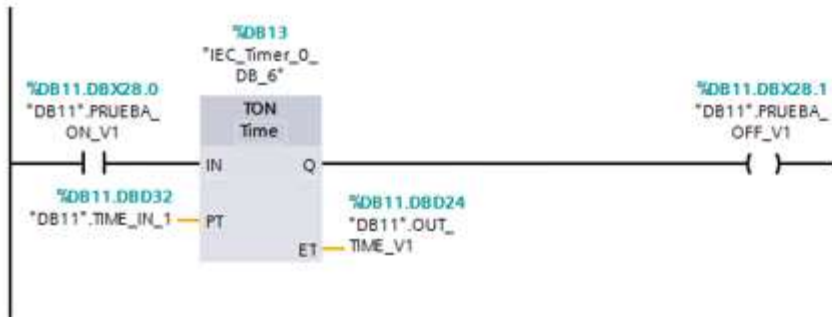 %DB13
"IEC_Timer_0_
DB_6"
%DB11.DBX28.0
"DB11".PRUEBA_
ON_V1
TON
Time
%DB11.DBX28.1
"DB11".PRUEBA_
OFF_V1
IN
Q
%DB11.DBD32
"DB11".TIME_IN_1
PT
%DB11.DBD24
"DB11".OUT_
TIME_V1
ET